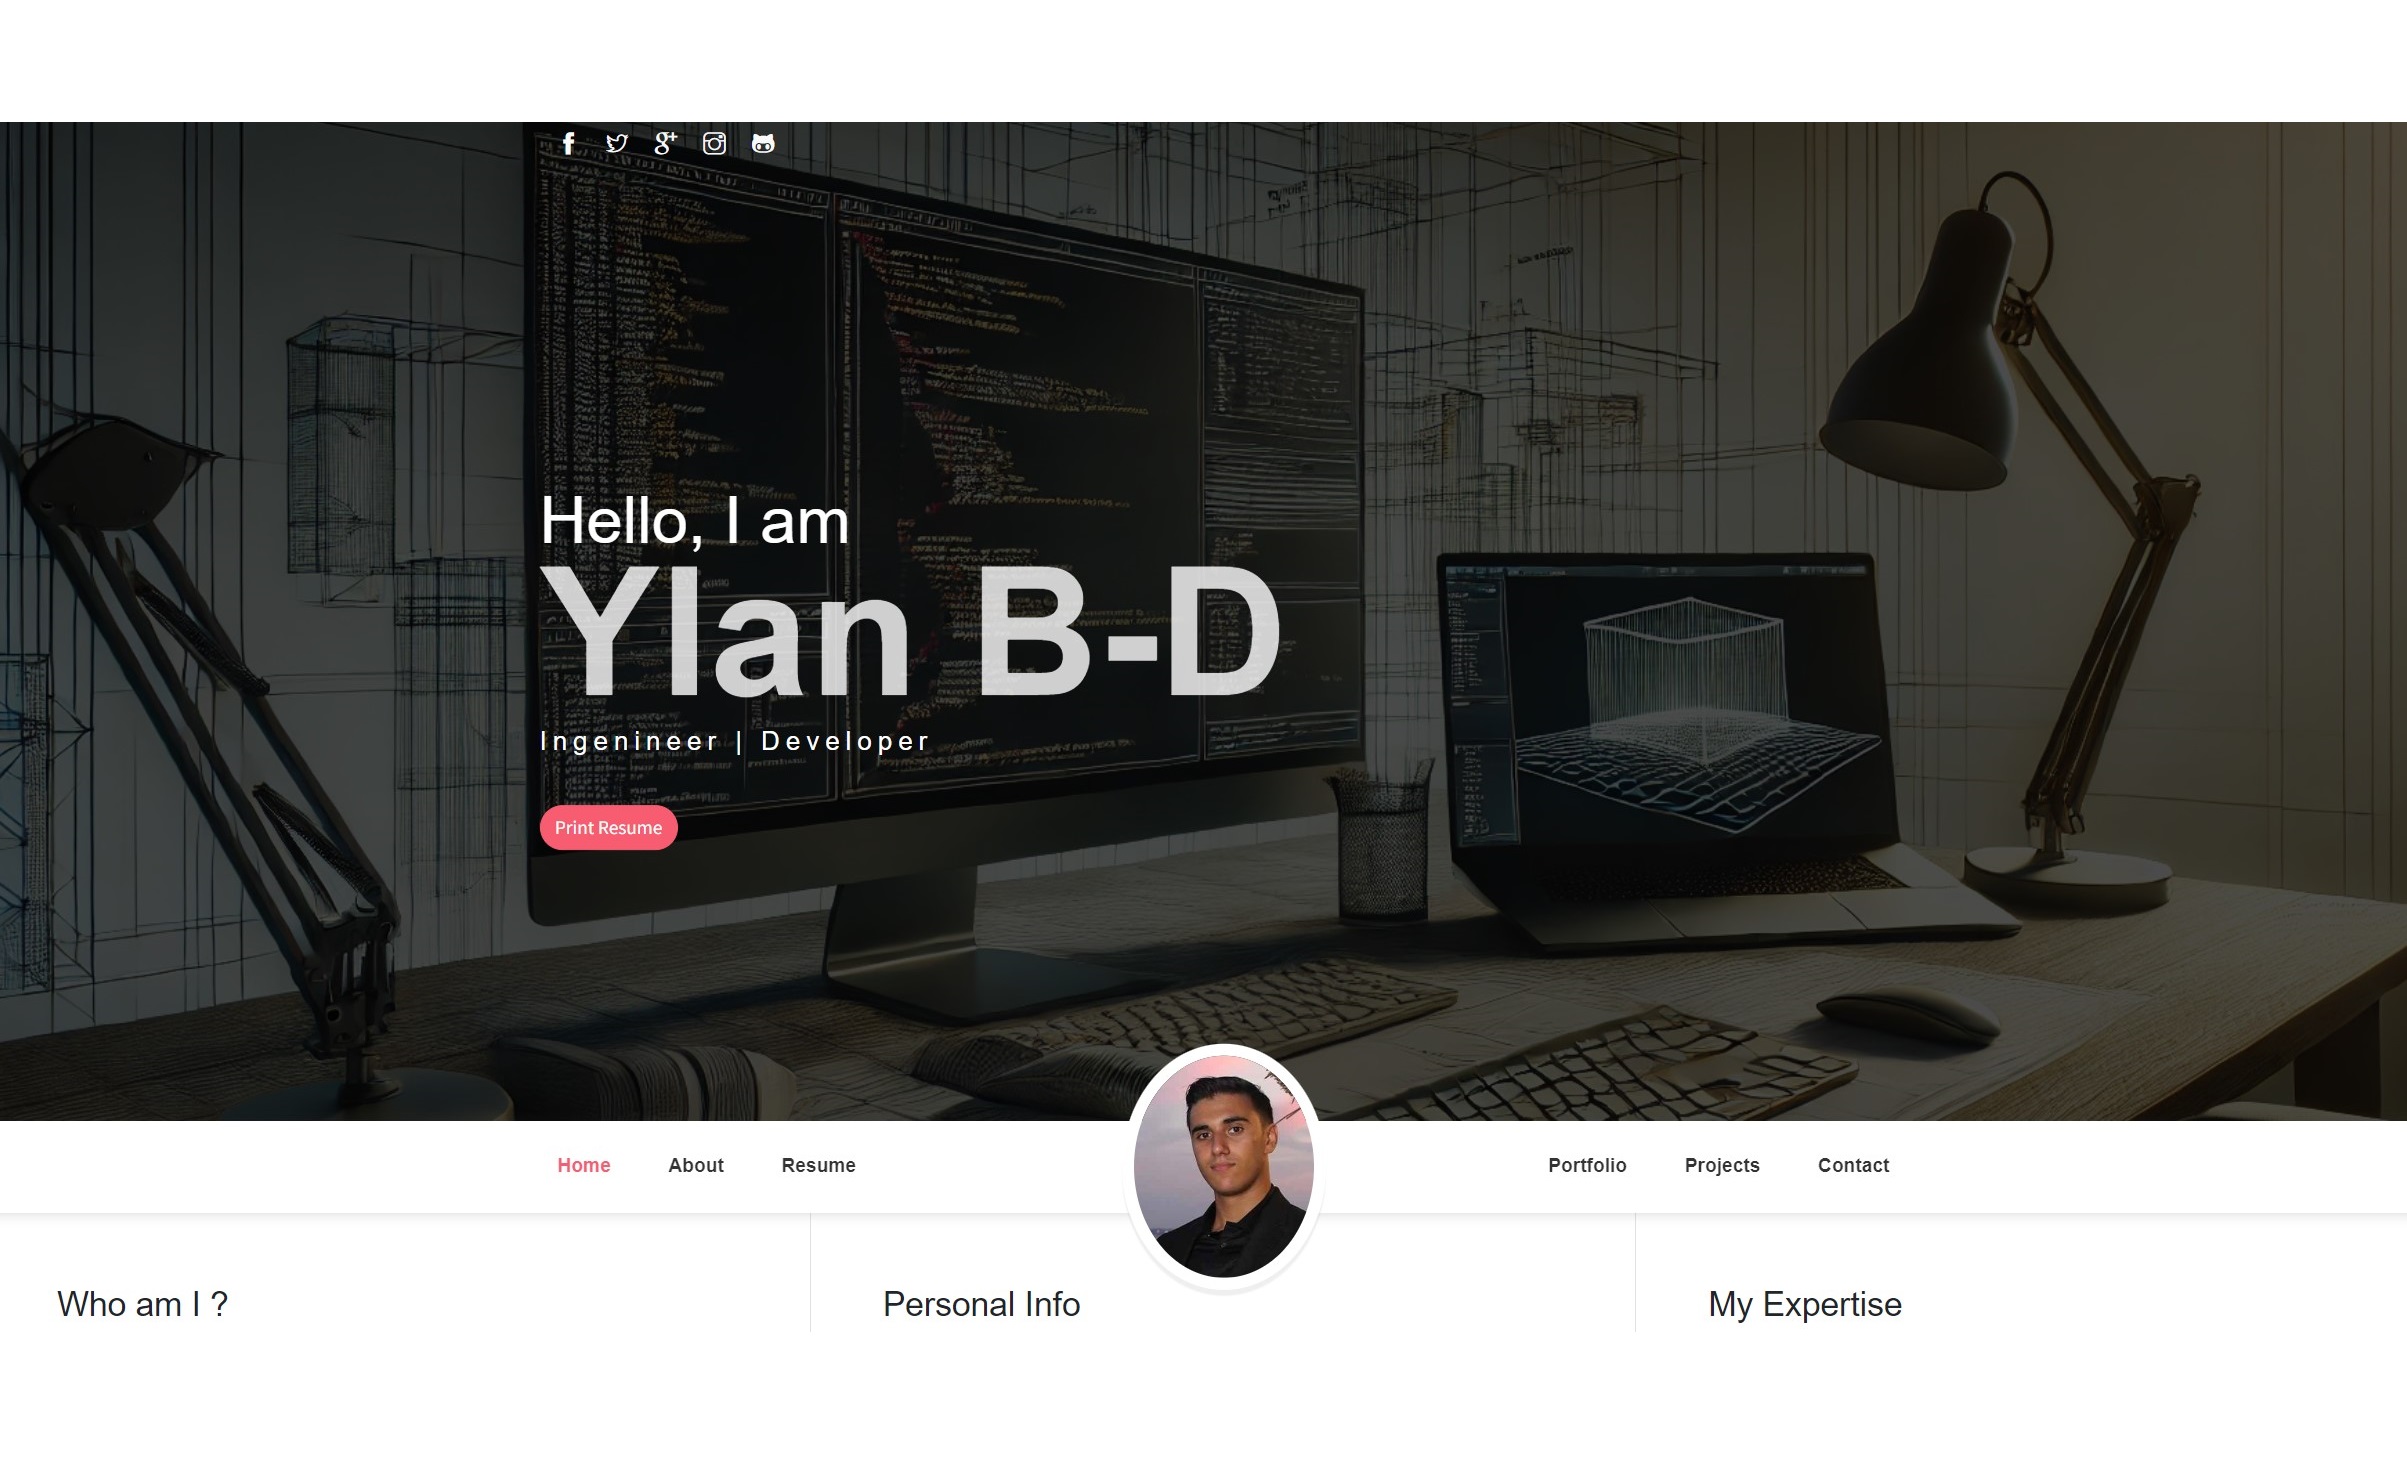 Hello, I am
Ylan B-D
Ingenineer | Developer
Print Resume
Home About Resume Portfolio Projects Contact
Who am I ? Personal Info My Expertise